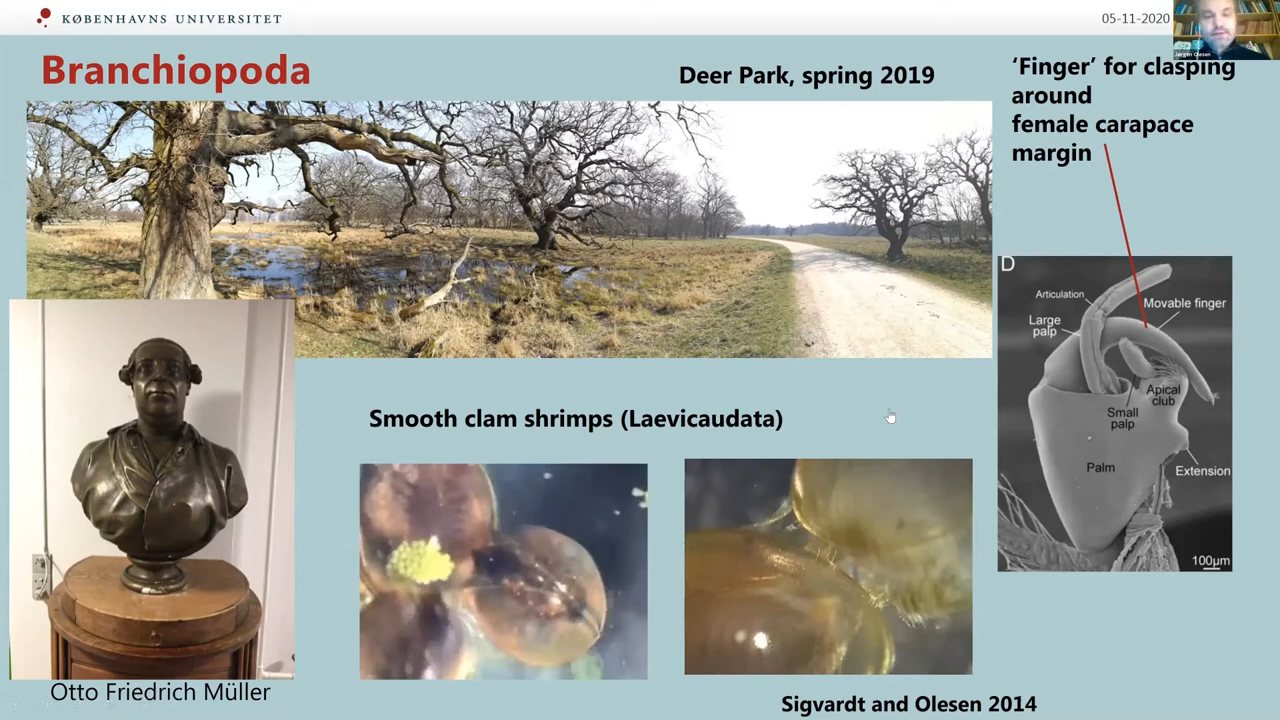 KØBENHAVNS UNIVERSITET
05-11-2020
Jørgen Olesen
Branchiopoda
Deer Park, spring 2019
‘Finger’ for clasping
around
female carapace
margin
D
Articulation
Movable finger
Large
palp
Apical
club
Small
palp
Palm
Extension
100µm
Smooth clam shrimps (Laevicaudata)
Otto Friedrich Müller
Sigvardt and Olesen 2014